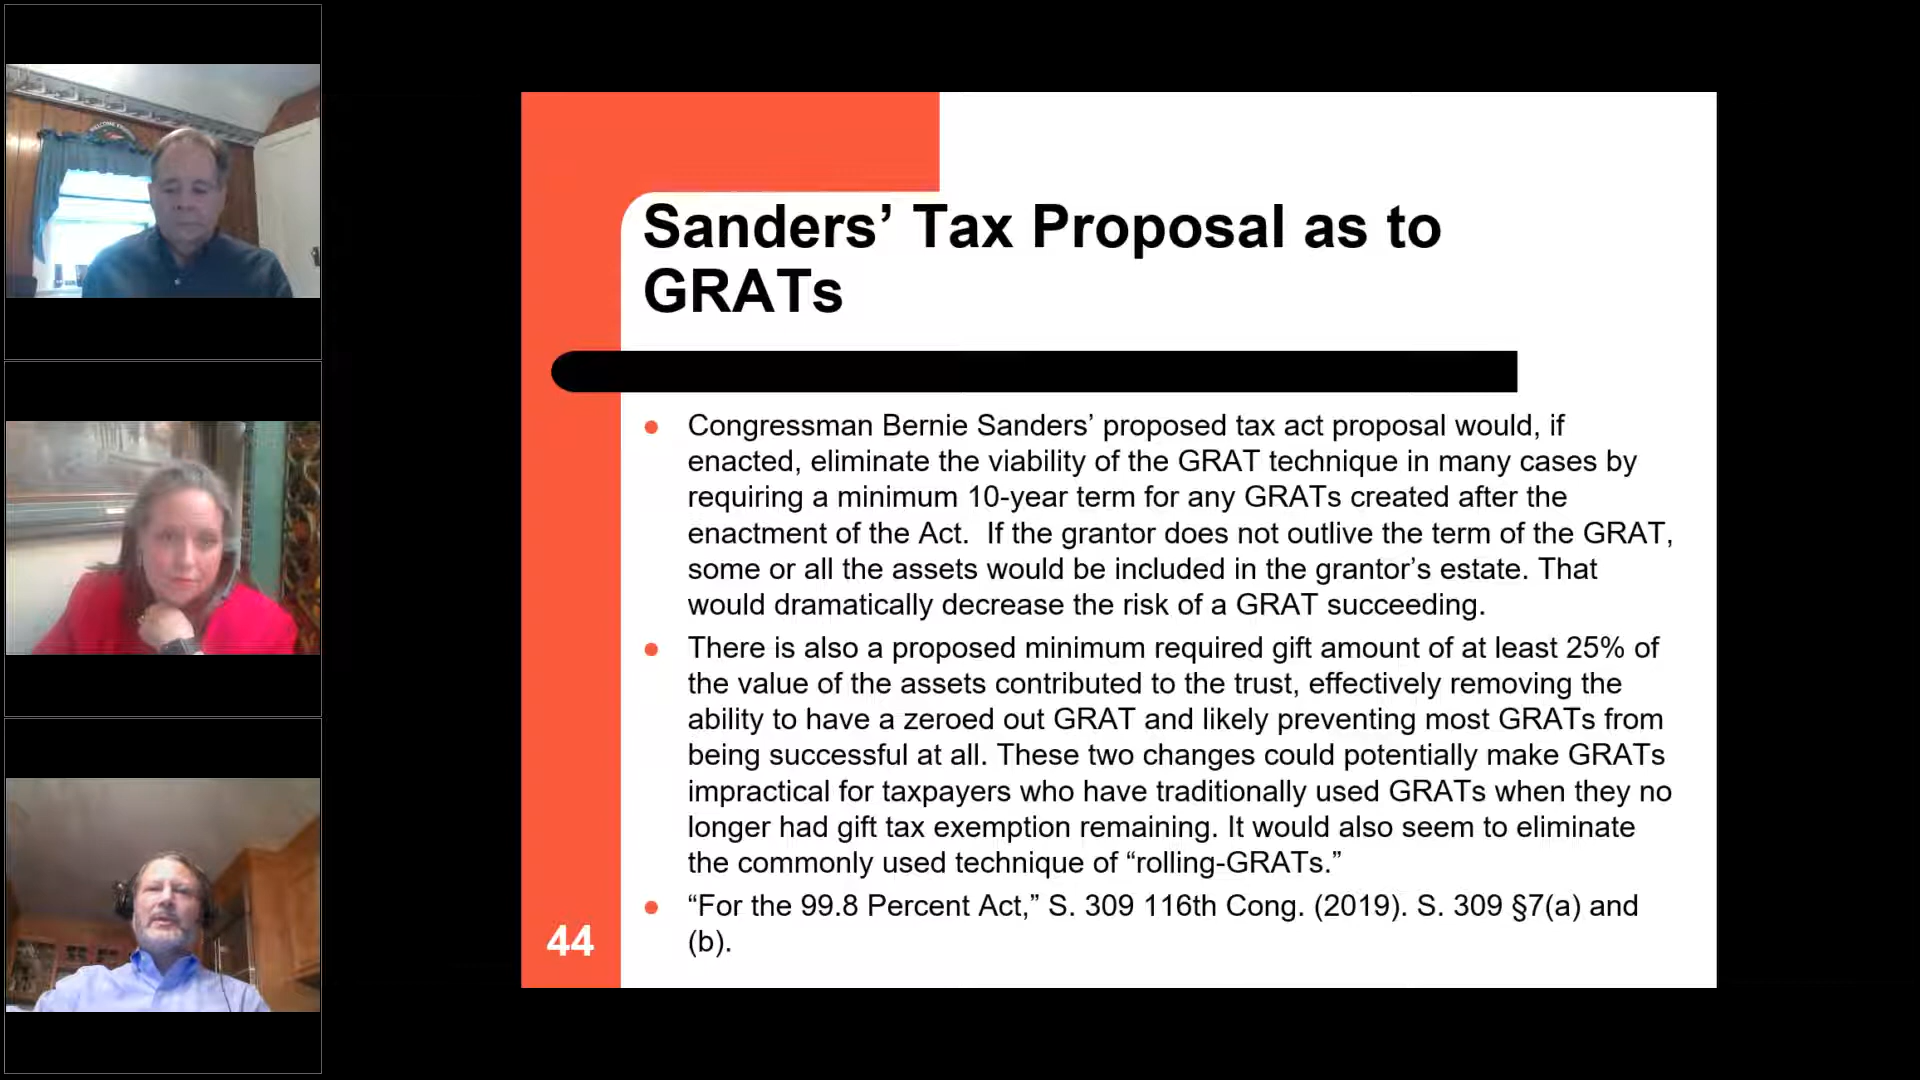 Sanders’ Tax Proposal as to
GRATs
Congressman Bernie Sanders’ proposed tax act proposal would, if
enacted, eliminate the viability of the GRAT technique in many cases by
requiring a minimum 10-year term for any GRATs created after the
enactment of the Act.  If the grantor does not outlive the term of the GRAT,
some or all the assets would be included in the grantor’s estate. That
would dramatically decrease the risk of a GRAT succeeding.
There is also a proposed minimum required gift amount of at least 25% of
the value of the assets contributed to the trust, effectively removing the
ability to have a zeroed out GRAT and likely preventing most GRATs from
being successful at all. These two changes could potentially make GRATs
impractical for taxpayers who have traditionally used GRATs when they no
longer had gift tax exemption remaining. It would also seem to eliminate
the commonly used technique of “rolling-GRATs.”
“For the 99.8 Percent Act,” S. 309 116th Cong. (2019). S. 309 §7(a) and
(b).
44